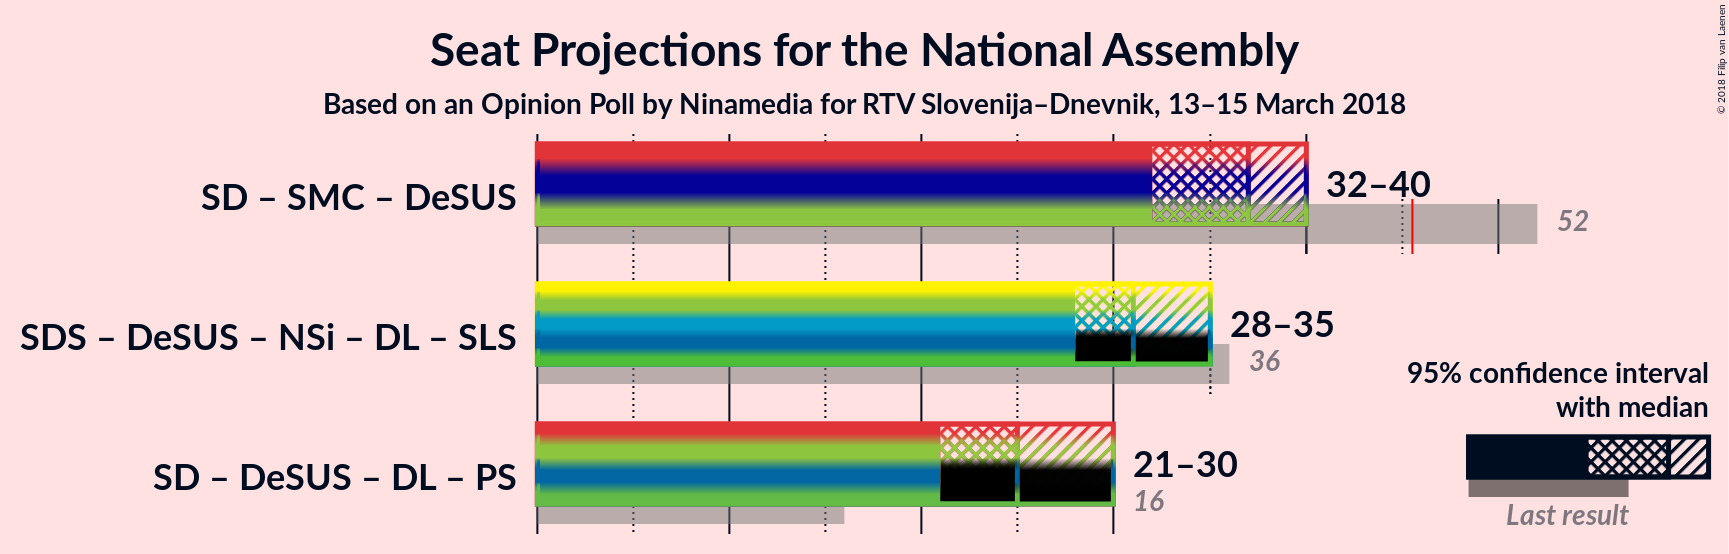 Seat Projections for the National Assembly
Based on an Opinion Poll by Ninamedia for RTV Slovenija–Dnevnik, 13–15 March 2018
© 2018 Filip van Laenen
SD – SMC – DeSUS
32–40
52
SDS – DeSUS – NSi – DL – SLS
28–35
36
SD – DeSUS – DL – PS
21–30
16
95% confidence interval
with median
Last result